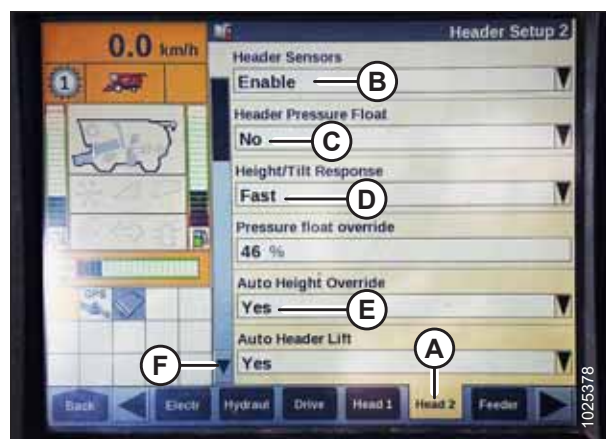 0.0 km/h
Header Setup 2
1
Header Sensors
Enable
B
Header Pressure Float
No
C
Height/Tilt Response
Fast
D
Pressure float override
46 %
Auto Height Override
Yes
E
Auto Header Lift
Yes
F
A
GPS
Back
Electr
Hydraul
Drive
Head 1
Head 2
Feeder
1025378